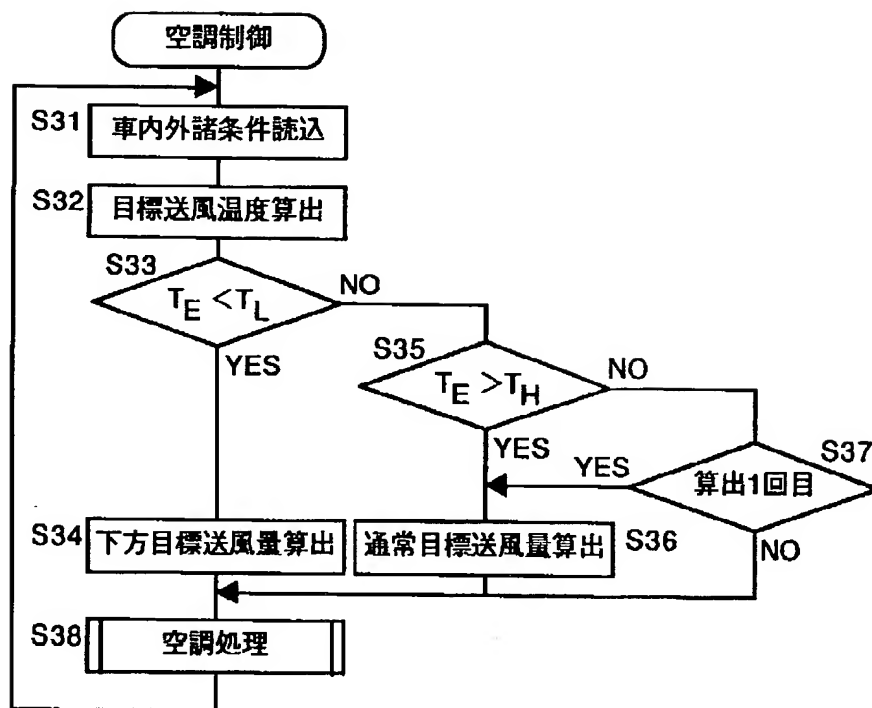 空調制御
S31 車内外諸条件読込
S32 目標送風温度算出
S33
T_E < T_L
NO
YES
S35
T_E > T_H
NO
YES
S37
算出1回目
YES
NO
S34 下方目標送風量算出
通常目標送風量算出 S36
S38 空調処理